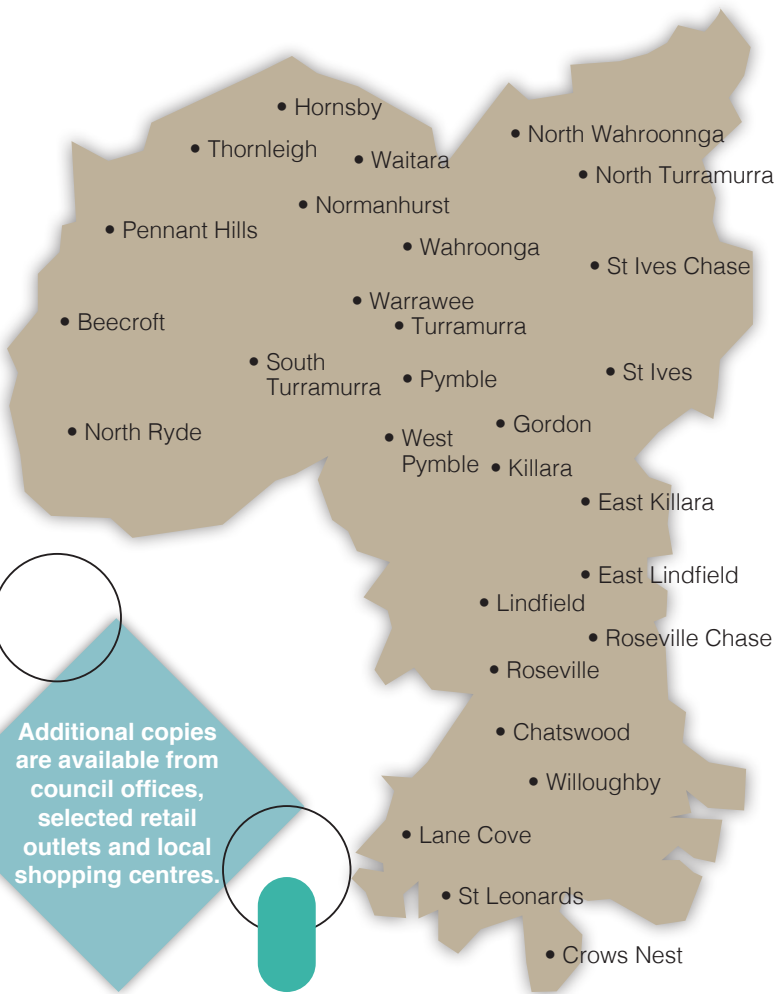 Hornsby
North Wahroonnga
Thornleigh
Waitara
North Turramurra
Normanhurst
Pennant Hills
Wahroonga
St Ives Chase
Warrawee
Beecroft
Turramurra
South
Turramurra
St Ives
Pymble
Gordon
North Ryde
West
Pymble
Killara
East Killara
East Lindfield
Lindfield
Roseville Chase
Roseville
Chatswood
Willoughby
Lane Cove
St Leonards
Crows Nest
Additional copies
are available from
council offices,
selected retail
outlets and local
shopping centres.